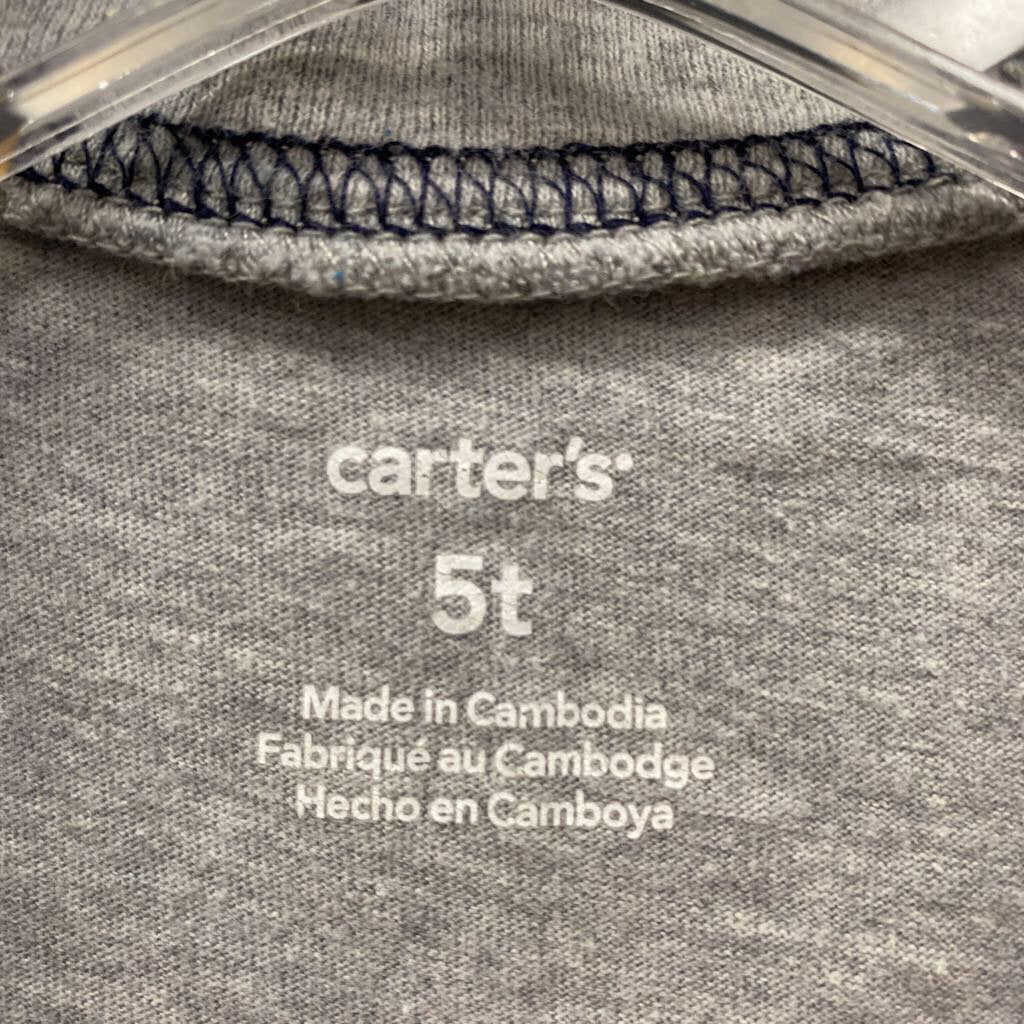 carter's
5t
Made in Cambodia
Fabriqué au Cambodge
Hecho en Camboya